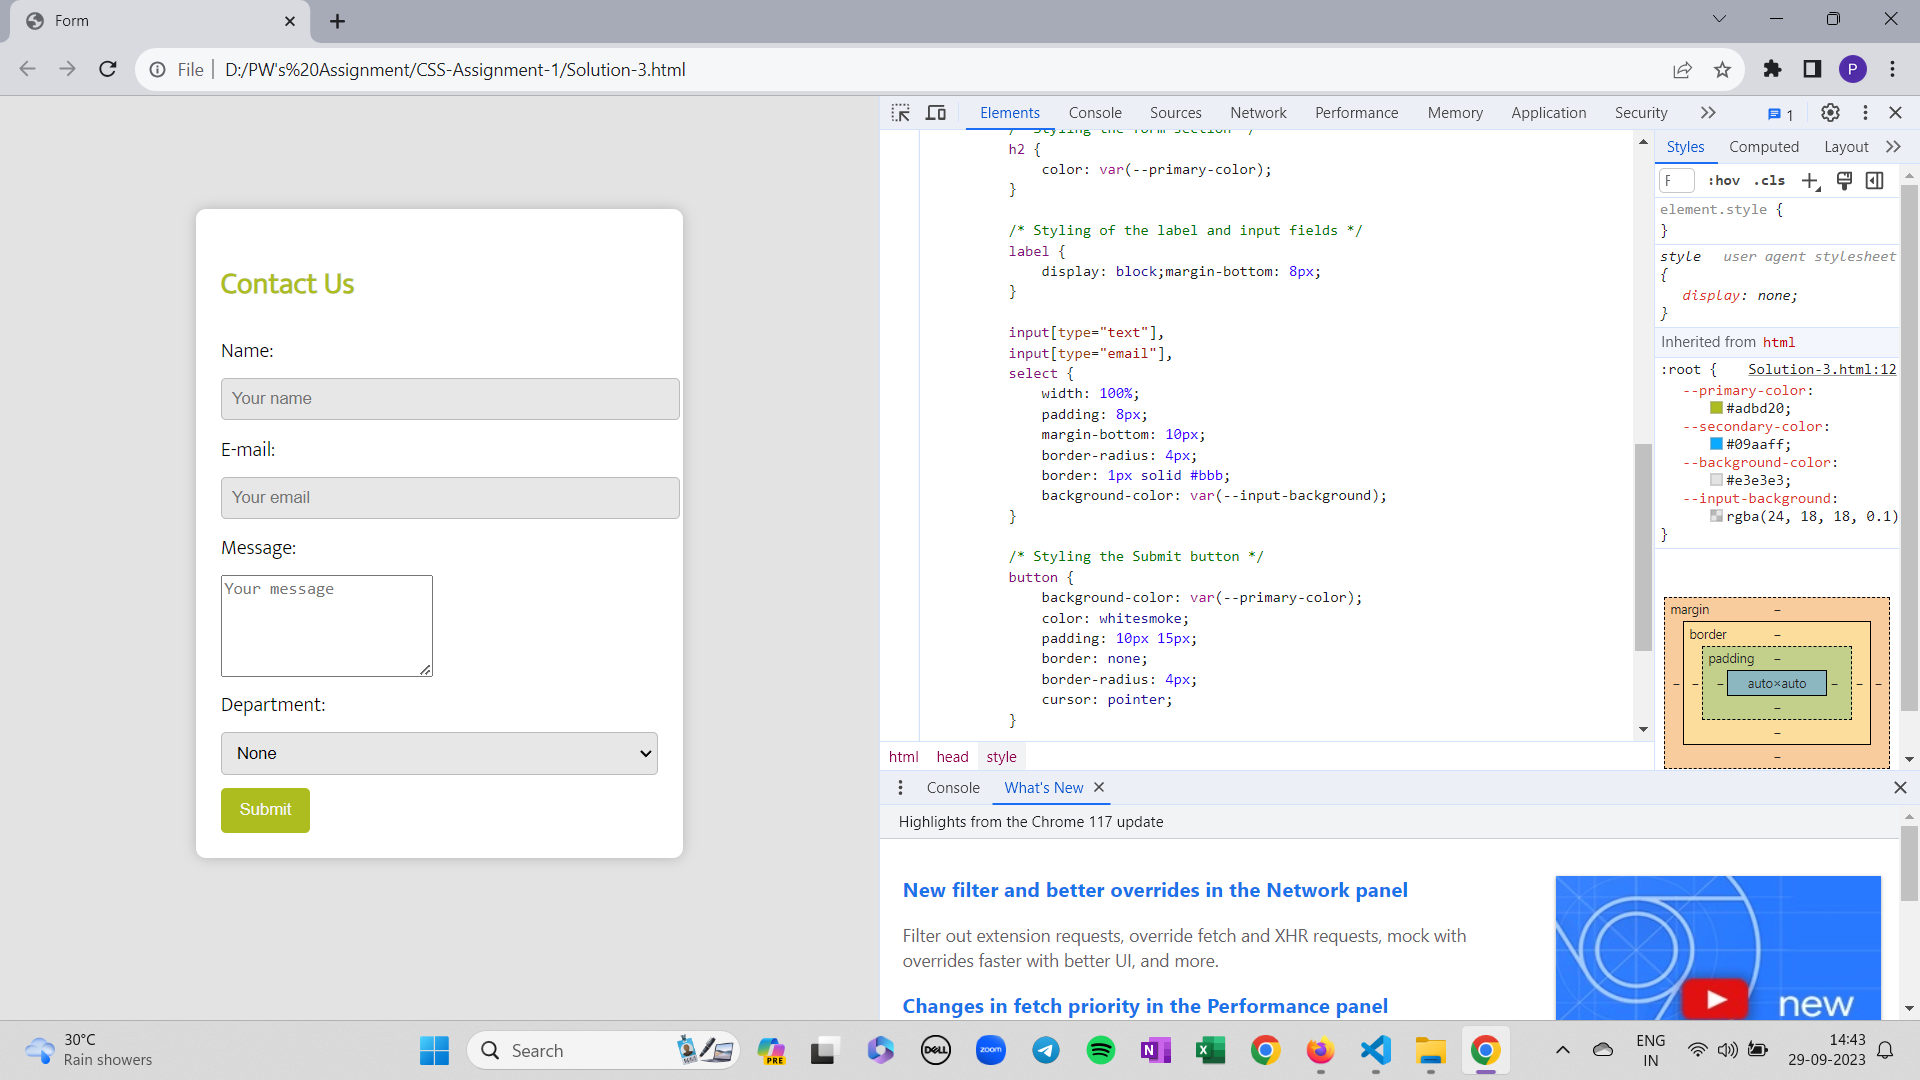 Form
File
D:/PW's%20Assignment/CSS-Assignment-1/Solution-3.html
P
Contact Us
Name:
Your name
E-mail:
Your email
Message:
Your message
Department:
None
Submit
Elements Console Sources Network Performance Memory Application Security
1
/* Styling the form section */
h2 {
color: var(--primary-color);
}
/* Styling of the label and input fields */
label {
display: block;margin-bottom: 8px;
}
input[type="text"],
input[type="email"],
select {
width: 100%;
padding: 8px;
margin-bottom: 10px;
border-radius: 4px;
border: 1px solid #bbb;
background-color: var(--input-background);
}
/* Styling the Submit button */
button {
background-color: var(--primary-color);
color: whitesmoke;
padding: 10px 15px;
border: none;
border-radius: 4px;
cursor: pointer;
}
html head style
Styles Computed Layout
F :hov .cls
element.style {
}
style user agent stylesheet
{
display: none;
}
Inherited from html
:root { Solution-3.html:12
--primary-color:
#adbd20;
--secondary-color:
#09aaff;
--background-color:
#e3e3e3;
--input-background:
rgba(24, 18, 18, 0.1)
}
margin –
border –
padding –
– – – auto×auto – – –
–
–
–
Console What's New
Highlights from the Chrome 117 update
New filter and better overrides in the Network panel
Filter out extension requests, override fetch and XHR requests, mock with
overrides faster with better UI, and more.
Changes in fetch priority in the Performance panel
new
30°C
Rain showers
Search
PRE
DELL
zoom
ENG
IN
14:43
29-09-2023